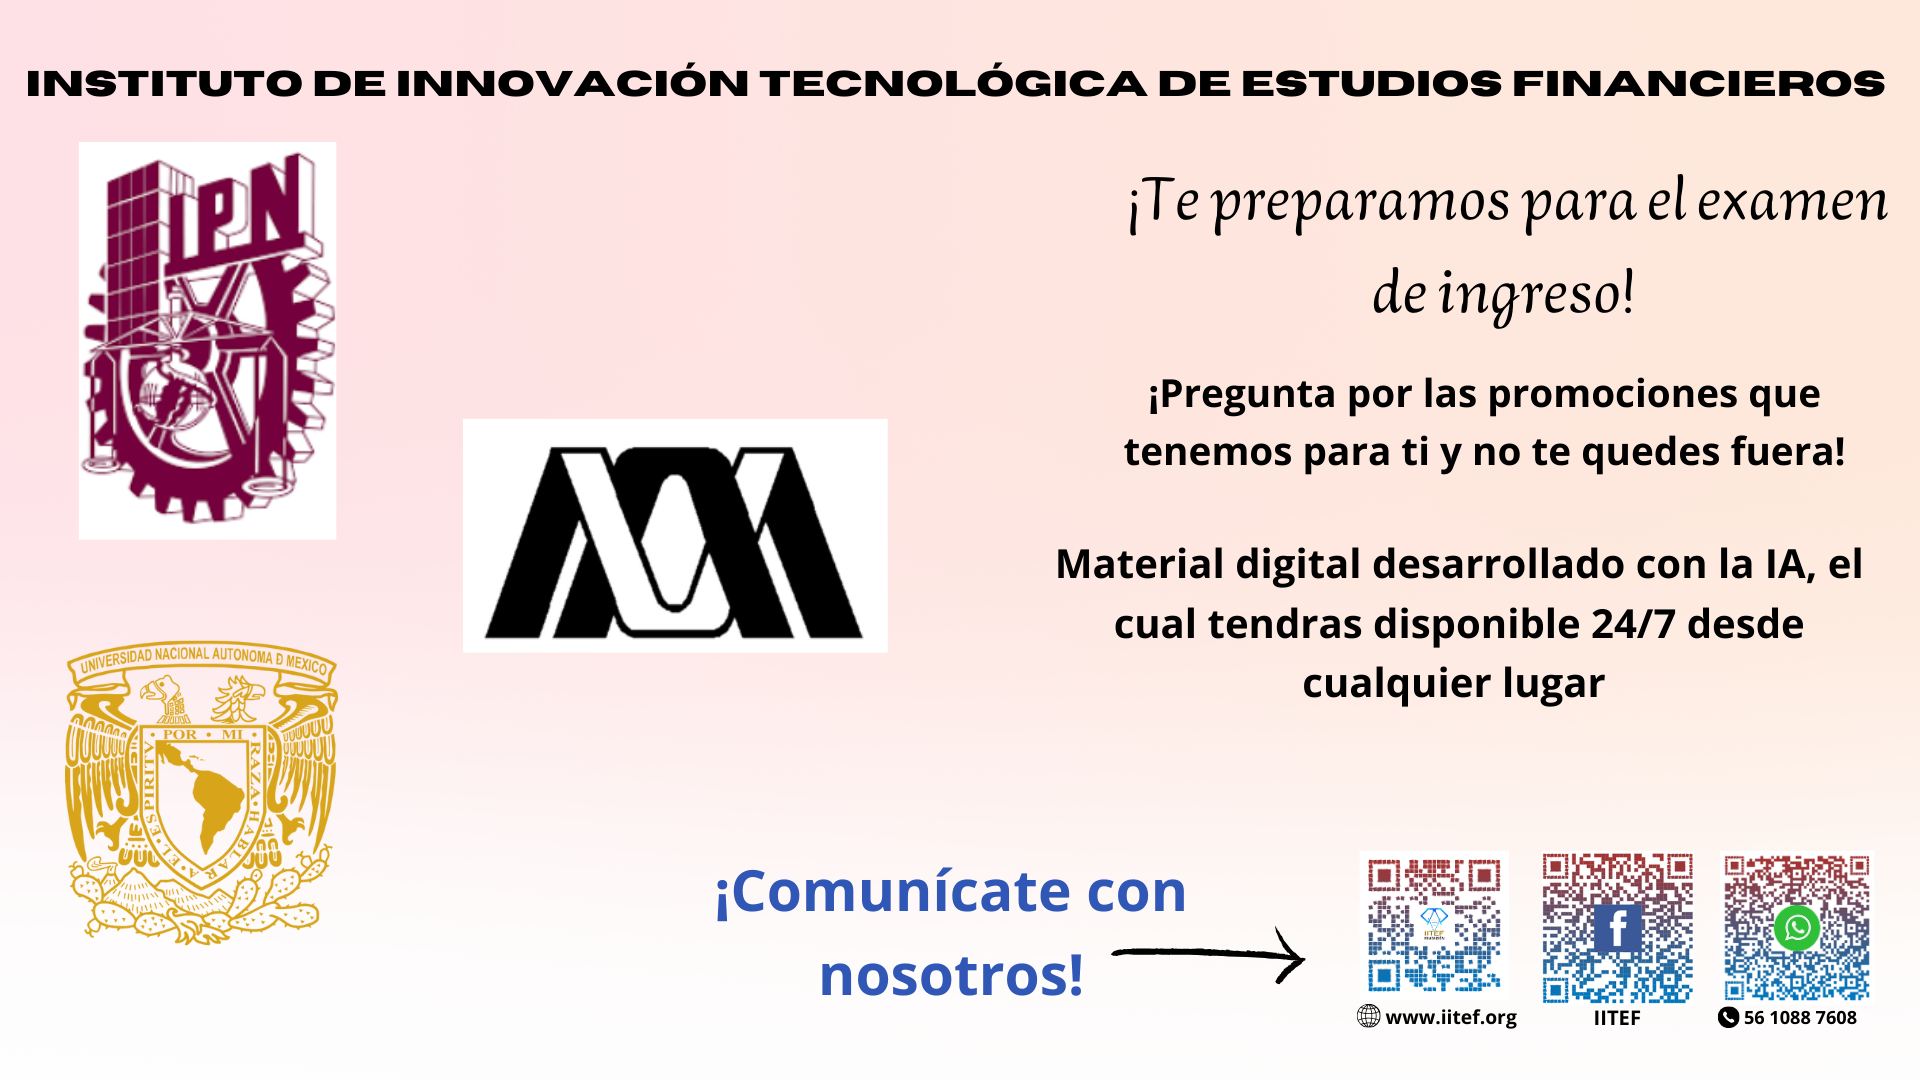 INSTITUTO DE INNOVACIÓN TECNOLÓGICA DE ESTUDIOS FINANCIEROS
IPN
¡Te preparamos para el examen
de ingreso!
¡Pregunta por las promociones que
tenemos para ti y no te quedes fuera!
Material digital desarrollado con la IA, el
cual tendras disponible 24/7 desde
cualquier lugar
UNIVERSIDAD NACIONAL AUTONOMA D MEXICO
POR • MI
RAZA • HABLARA
EL • ESPIRITV
¡Comunícate con
nosotros!
IITEF
www.iitef.org
IITEF
56 1088 7608